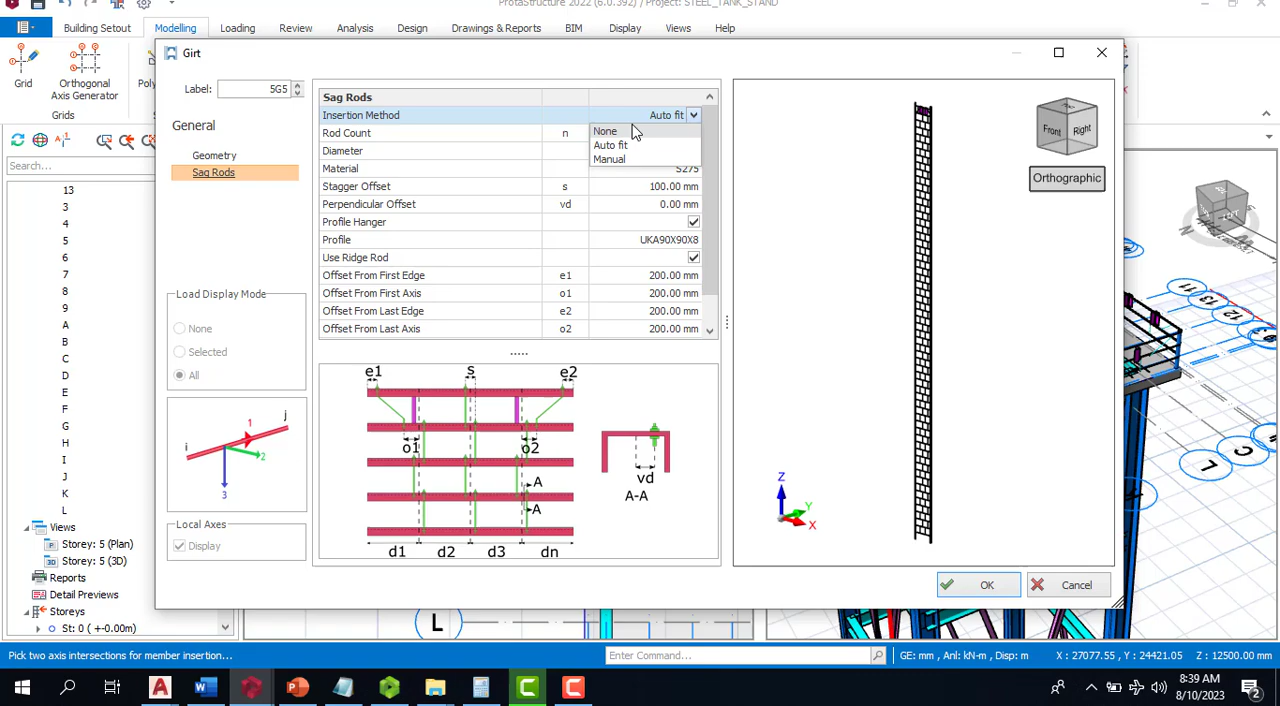 ProtaStructure 2022 (6.0.392) / Project: STEEL_TANK_STAND
Building Setout Modelling Loading Review Analysis Design Drawings & Reports BIM Display Views Help
Grid
Orthogonal
Axis Generator
Grids
Search...
13
3
4
5
6
7
8
9
A
B
C
D
E
F
G
H
I
J
K
L
Views
Storey: 5 (Plan)
Storey: 5 (3D)
Reports
Detail Previews
Storeys
St: 0 ( +-0.00m)
Girt
Label: 5G5
General
Geometry
Sag Rods
Load Display Mode
None
Selected
All
i
j
1
2
3
Local Axes
Display
Sag Rods
Insertion Method Auto fit
None
Auto fit
Manual
Rod Count n
Diameter
Material S275
Stagger Offset s 100.00 mm
Perpendicular Offset vd 0.00 mm
Profile Hanger
Profile UKA90X90X8
Use Ridge Rod
Offset From First Edge e1 200.00 mm
Offset From First Axis o1 200.00 mm
Offset From Last Edge e2 200.00 mm
Offset From Last Axis o2 200.00 mm
e1 s e2
o1 o2
A
A
d1 d2 d3 dn
vd
A-A
Front Right
Orthographic
Z
Y
X
OK Cancel
11
13
12
C
L
L
Pick two axis intersections for member insertion...
Enter Command...
GE: mm, Anl: kN-m, Disp: m
X : 27077.55 , Y : 24421.05
Z : 12500.00 mm
8:39 AM
8/10/2023
2